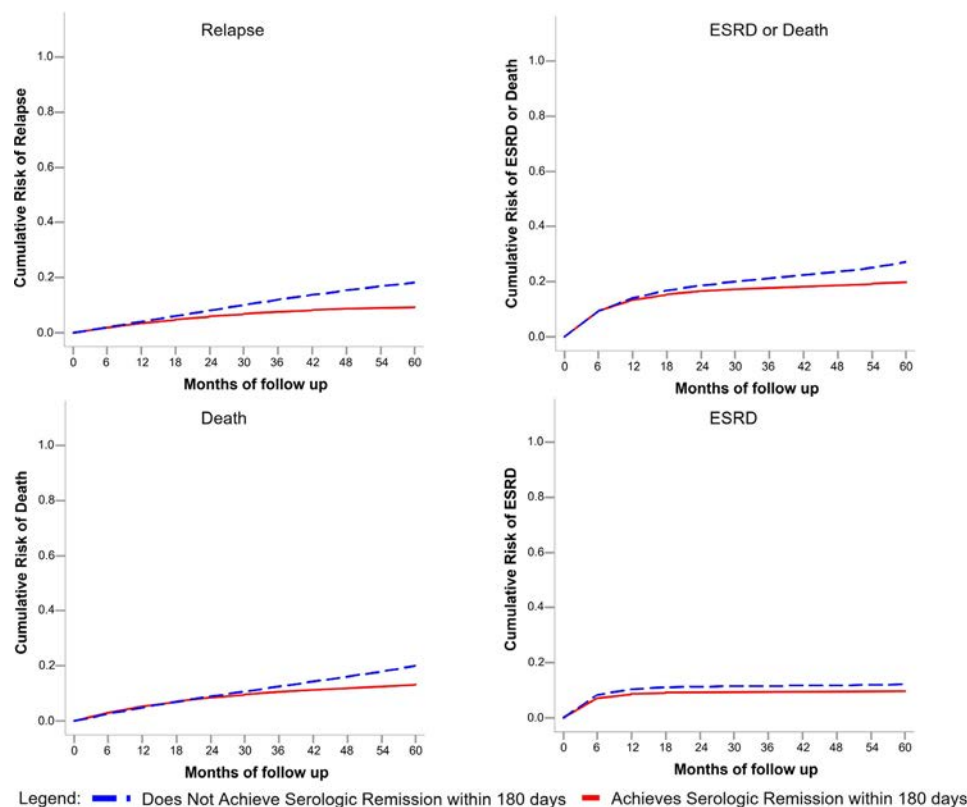 Relapse
Cumulative Risk of Relapse
1.0
0.8
0.6
0.4
0.2
0.0
0 6 12 18 24 30 36 42 48 54 60
Months of follow up
ESRD or Death
Cumulative Risk of ESRD or Death
1.0
0.8
0.6
0.4
0.2
0.0
0 6 12 18 24 30 36 42 48 54 60
Months of follow up
Death
Cumulative Risk of Death
1.0
0.8
0.6
0.4
0.2
0.0
0 6 12 18 24 30 36 42 48 54 60
Months of follow up
ESRD
Cumulative Risk of ESRD
1.0
0.8
0.6
0.4
0.2
0.0
0 6 12 18 24 30 36 42 48 54 60
Months of follow up
Legend: Does Not Achieve Serologic Remission within 180 days Achieves Serologic Remission within 180 days